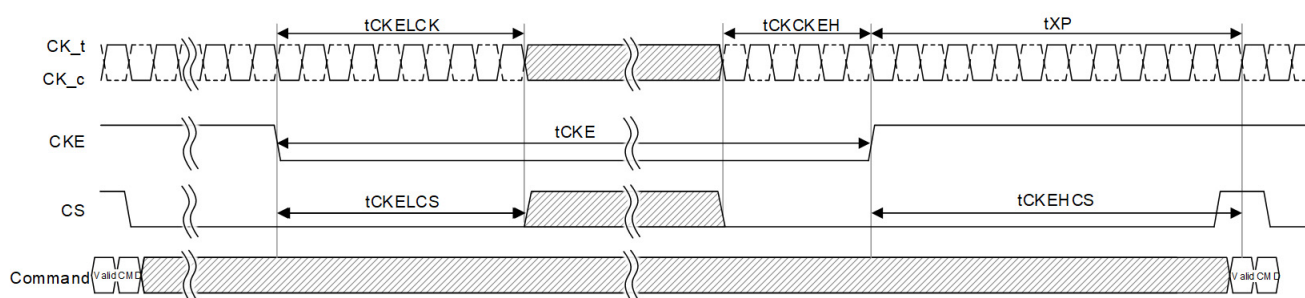 tCKELCK tCKCKEH tXP
CK_t
CK_c
CKE tCKE
CS tCKELCS tCKEHCS
Command Valid CMD Valid CMD